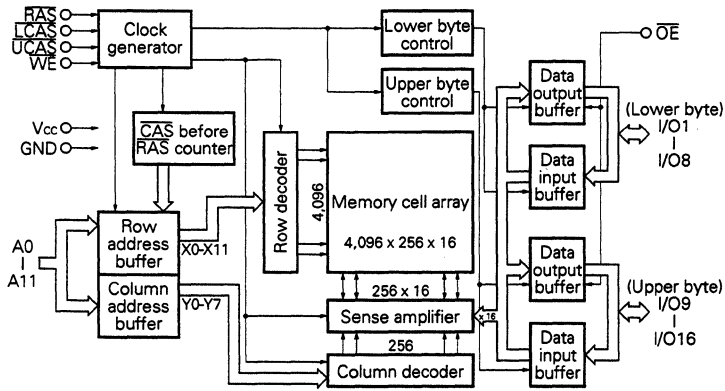 RAS
LCAS
UCAS
WE
Clock
generator
Lower byte
control
Upper byte
control
OE
Vcc
GND
CAS before
RAS counter
Row decoder
4,096
Memory cell array
4,096 x 256 x 16
Data
output
buffer
(Lower byte)
I/O1
I/O8
Data
input
buffer
A0
A11
Row
address
buffer
X0-X11
Column
address
buffer
Y0-Y7
256 x 16
Sense amplifier
x 16
256
Column decoder
Data
output
buffer
(Upper byte)
I/O9
I/O16
Data
input
buffer